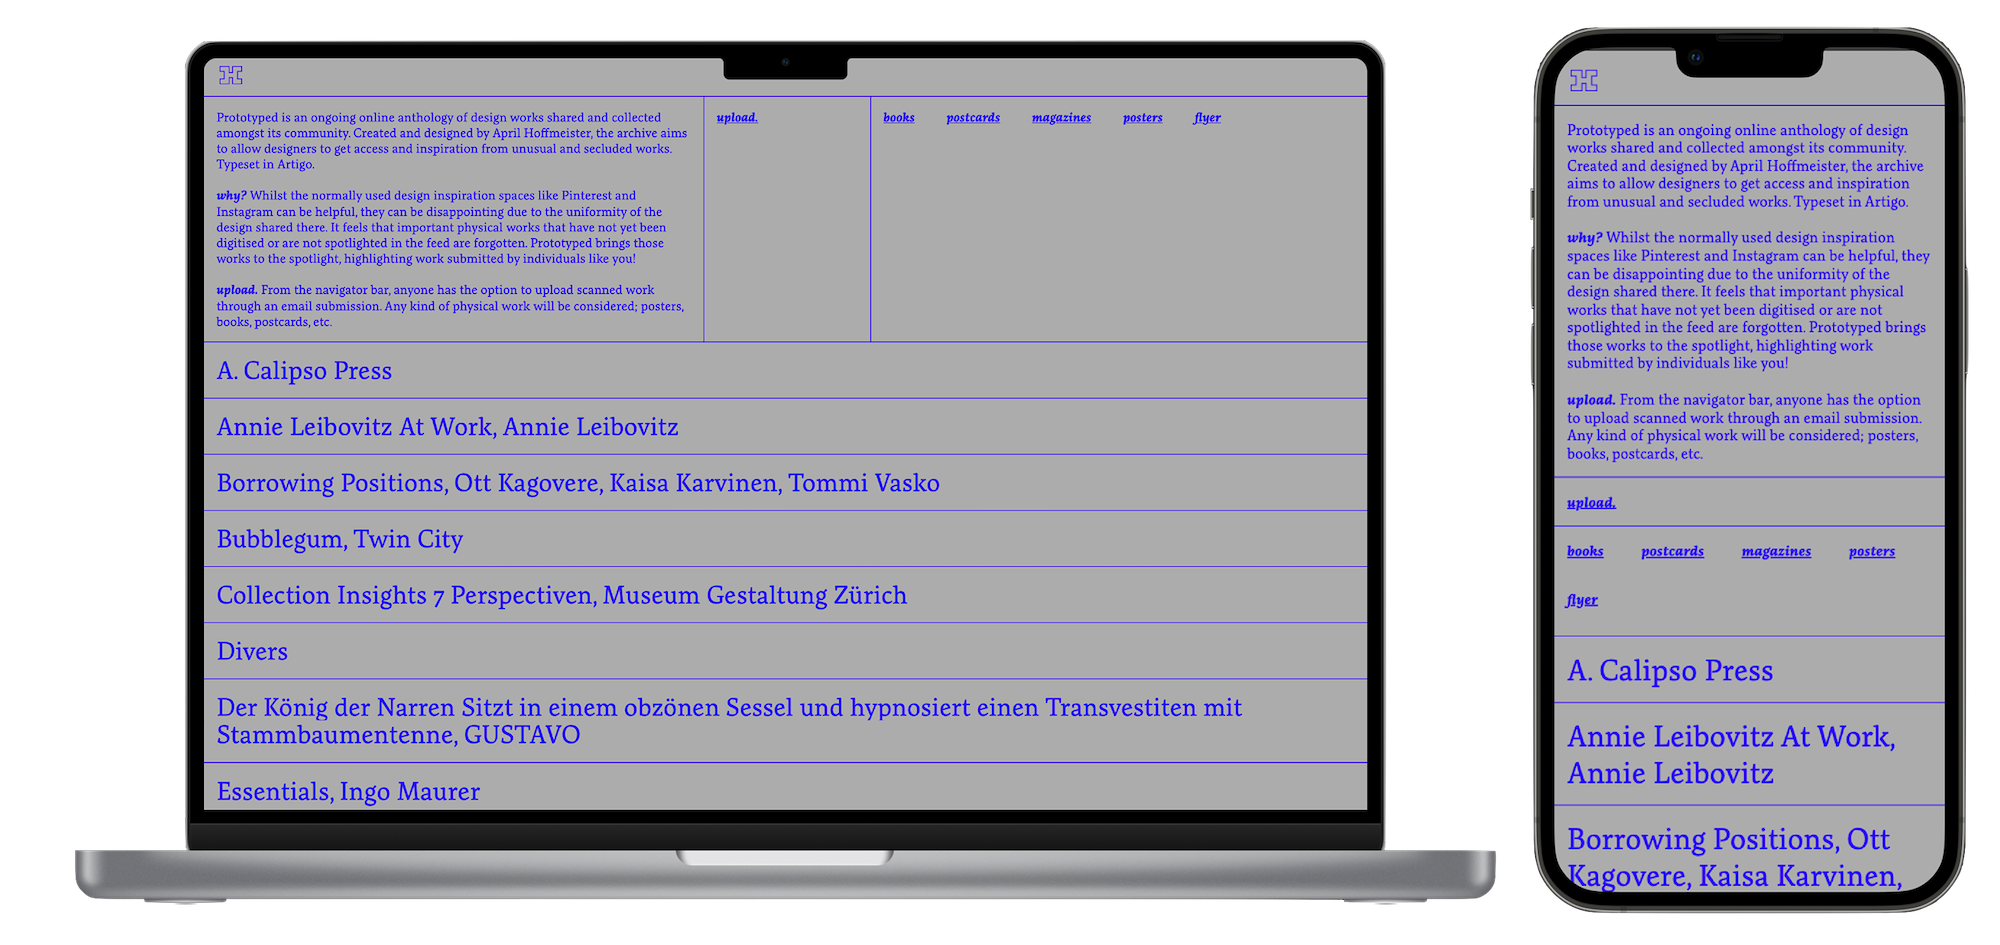 Prototyped is an ongoing online anthology of design works shared and collected
amongst its community. Created and designed by April Hoffmeister, the archive aims
to allow designers to get access and inspiration from unusual and secluded works.
Typeset in Artigo.
why? Whilst the normally used design inspiration spaces like Pinterest and
Instagram can be helpful, they can be disappointing due to the uniformity of the
design shared there. It feels that important physical works that have not yet been
digitised or are not spotlighted in the feed are forgotten. Prototyped brings those
works to the spotlight, highlighting work submitted by individuals like you!
upload. From the navigator bar, anyone has the option to upload scanned work
through an email submission. Any kind of physical work will be considered; posters,
books, postcards, etc.
upload.
books postcards magazines posters flyer
A. Calipso Press
Annie Leibovitz At Work, Annie Leibovitz
Borrowing Positions, Ott Kagovere, Kaisa Karvinen, Tommi Vasko
Bubblegum, Twin City
Collection Insights 7 Perspectiven, Museum Gestaltung Zürich
Divers
Der König der Narren Sitzt in einem obzönen Sessel und hypnosiert einen Transvestiten mit
Stammbaumentenne, GUSTAVO
Essentials, Ingo Maurer
Prototyped is an ongoing online anthology of design
works shared and collected amongst its community.
Created and designed by April Hoffmeister, the archive
aims to allow designers to get access and inspiration
from unusual and secluded works. Typeset in Artigo.
why? Whilst the normally used design inspiration
spaces like Pinterest and Instagram can be helpful, they
can be disappointing due to the uniformity of the
design shared there. It feels that important physical
works that have not yet been digitised or are not
spotlighted in the feed are forgotten. Prototyped brings
those works to the spotlight, highlighting work
submitted by individuals like you!
upload. From the navigator bar, anyone has the option
to upload scanned work through an email submission.
Any kind of physical work will be considered; posters,
books, postcards, etc.
upload.
books postcards magazines posters
flyer
A. Calipso Press
Annie Leibovitz At Work,
Annie Leibovitz
Borrowing Positions, Ott
Kagovere, Kaisa Karvinen,